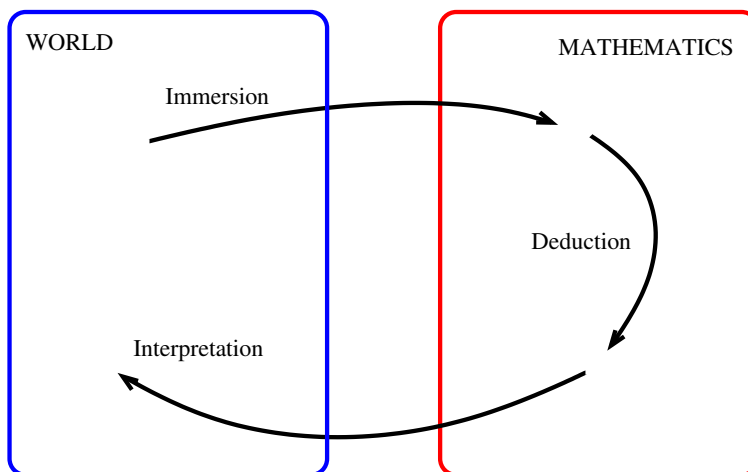 WORLD
MATHEMATICS
Immersion
Deduction
Interpretation